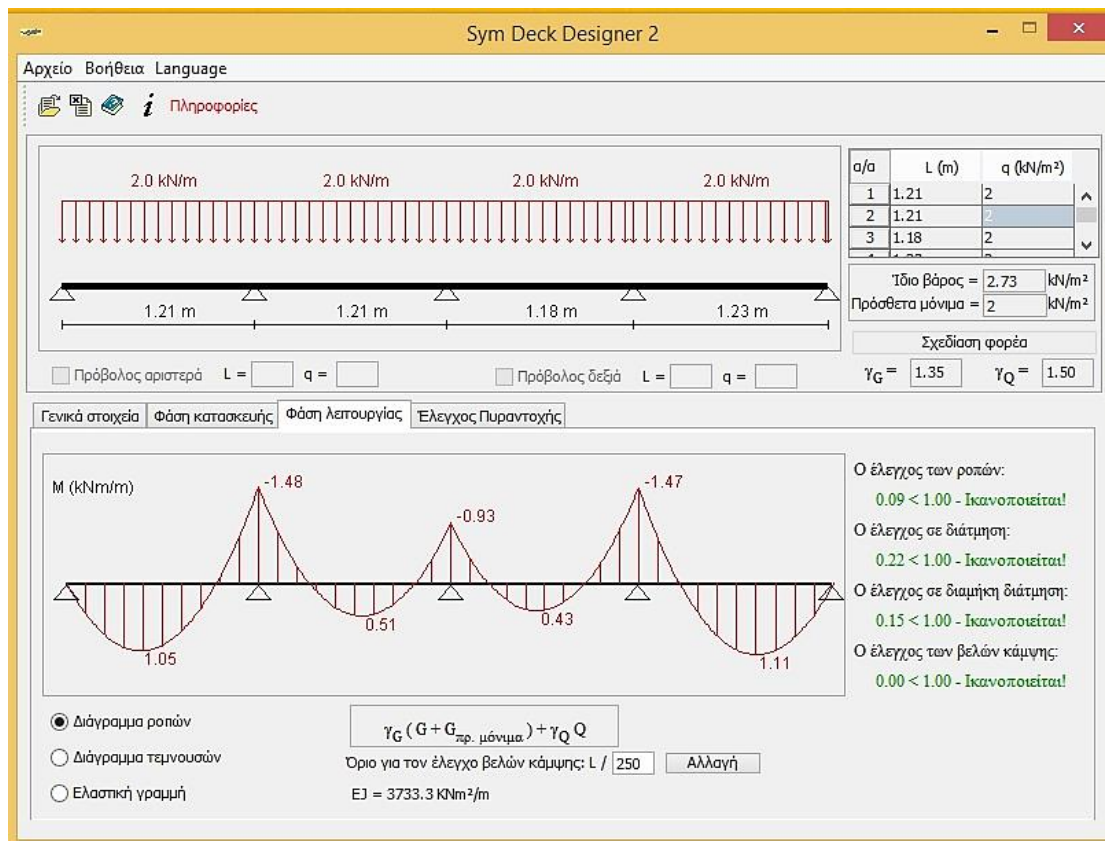 Sym Deck Designer 2
Αρχείο Βοήθεια Language
i Πληροφορίες
2.0 kN/m 2.0 kN/m 2.0 kN/m 2.0 kN/m
1.21 m 1.21 m 1.18 m 1.23 m
α/α L (m) q (kN/m²)
1 1.21 2
2 1.21 2
3 1.18 2
Ίδιο βάρος = 2.73 kN/m²
Πρόσθετα μόνιμα = 2 kN/m²
Σχεδίαση φορέα
Πρόβολος αριστερά L = q = Πρόβολος δεξιά L = q = γG = 1.35 γQ = 1.50
Γενικά στοιχεία Φάση κατασκευής Φάση λειτουργίας Έλεγχος Πυραντοχής
M (kNm/m)
-1.48 -0.93 -1.47
1.05 0.51 0.43 1.11
Ο έλεγχος των ροπών:
0.09 < 1.00 - Ικανοποιείται!
Ο έλεγχος σε διάτμηση:
0.22 < 1.00 - Ικανοποιείται!
Ο έλεγχος σε διαμήκη διάτμηση:
0.15 < 1.00 - Ικανοποιείται!
Ο έλεγχος των βελών κάμψης:
0.00 < 1.00 - Ικανοποιείται!
Διάγραμμα ροπών
Διάγραμμα τεμνουσών
Ελαστική γραμμή
γG ( G + Gπρ. μόνιμα ) + γQ Q
Όριο για τον έλεγχο βελών κάμψης: L / 250 Αλλαγή
EJ = 3733.3 KNm²/m